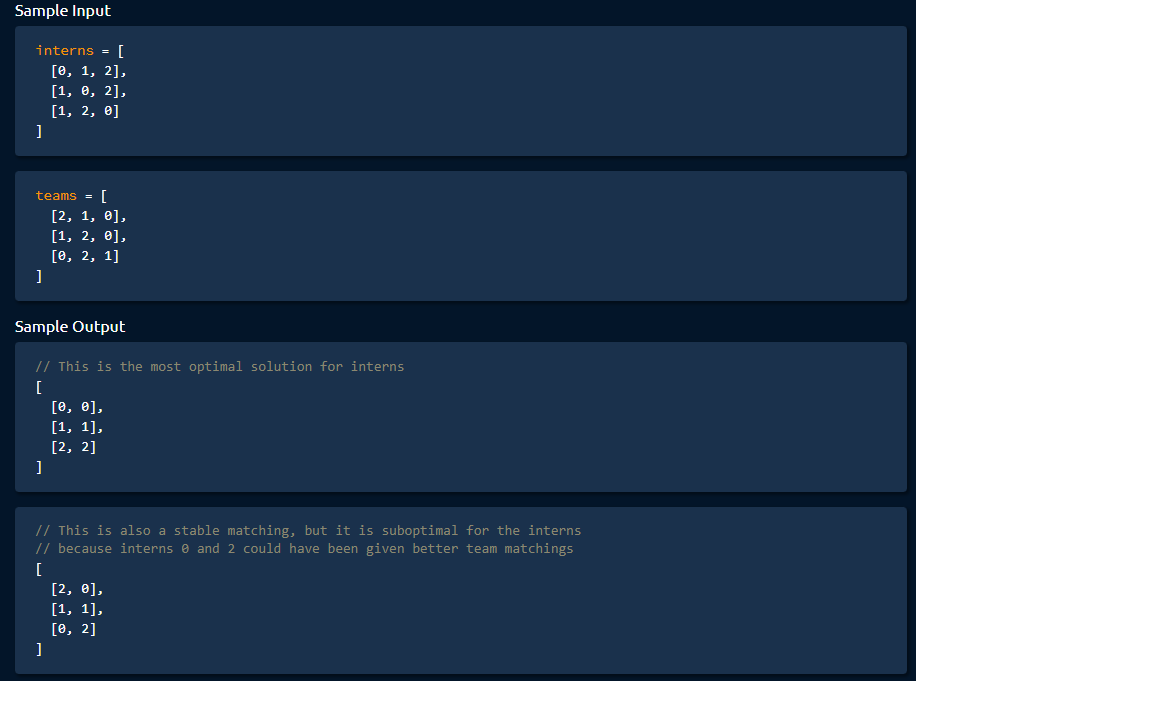 Sample Input
interns = [
[0, 1, 2],
[1, 0, 2],
[1, 2, 0]
]
teams = [
[2, 1, 0],
[1, 2, 0],
[0, 2, 1]
]
Sample Output
// This is the most optimal solution for interns
[
[0, 0],
[1, 1],
[2, 2]
]
// This is also a stable matching, but it is suboptimal for the interns
// because interns 0 and 2 could have been given better team matchings
[
[2, 0],
[1, 1],
[0, 2]
]